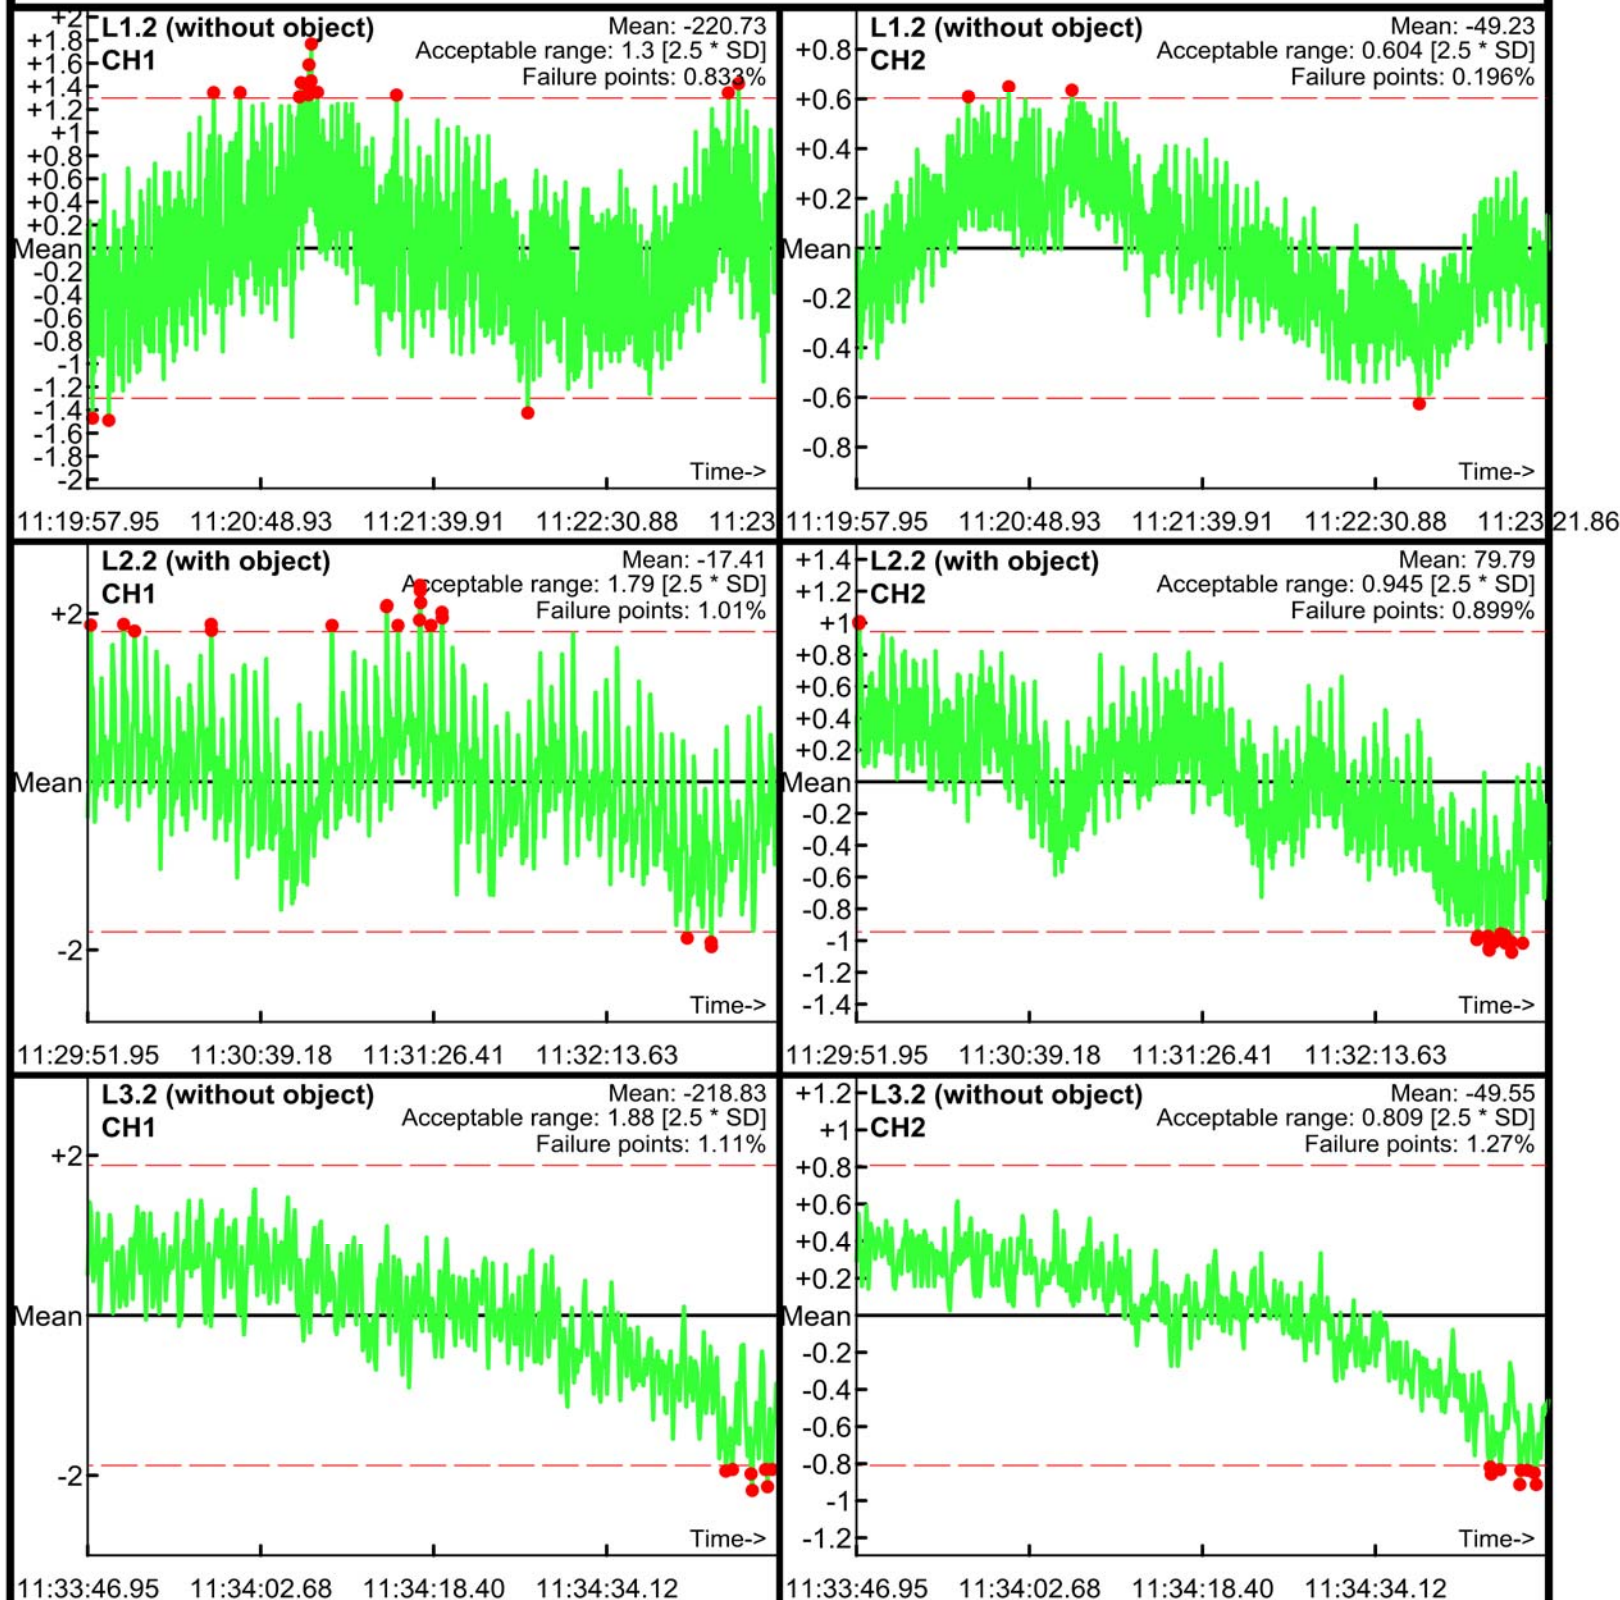 L1.2 (without object)
CH1
Mean: -220.73
Acceptable range: 1.3 [2.5 * SD]
Failure points: 0.833%
+2
+1.8
+1.6
+1.4
+1.2
+1
+0.8
+0.6
+0.4
+0.2
Mean
-0.2
-0.4
-0.6
-0.8
-1
-1.2
-1.4
-1.6
-1.8
-2
Time->
11:19:57.95 11:20:48.93 11:21:39.91 11:22:30.88 11:23
L1.2 (without object)
CH2
Mean: -49.23
Acceptable range: 0.604 [2.5 * SD]
Failure points: 0.196%
+0.8
+0.6
+0.4
+0.2
Mean
-0.2
-0.4
-0.6
-0.8
Time->
11:19:57.95 11:20:48.93 11:21:39.91 11:22:30.88 11:23:21.86
L2.2 (with object)
CH1
Mean: -17.41
Acceptable range: 1.79 [2.5 * SD]
Failure points: 1.01%
+2
Mean
-2
Time->
11:29:51.95 11:30:39.18 11:31:26.41 11:32:13.63
L2.2 (with object)
CH2
Mean: 79.79
Acceptable range: 0.945 [2.5 * SD]
Failure points: 0.899%
+1.4
+1.2
+1
+0.8
+0.6
+0.4
+0.2
Mean
-0.2
-0.4
-0.6
-0.8
-1
-1.2
-1.4
Time->
11:29:51.95 11:30:39.18 11:31:26.41 11:32:13.63
L3.2 (without object)
CH1
Mean: -218.83
Acceptable range: 1.88 [2.5 * SD]
Failure points: 1.11%
+2
Mean
-2
Time->
11:33:46.95 11:34:02.68 11:34:18.40 11:34:34.12
L3.2 (without object)
CH2
Mean: -49.55
Acceptable range: 0.809 [2.5 * SD]
Failure points: 1.27%
+1.2
+1
+0.8
+0.6
+0.4
+0.2
Mean
-0.2
-0.4
-0.6
-0.8
-1
-1.2
Time->
11:33:46.95 11:34:02.68 11:34:18.40 11:34:34.12